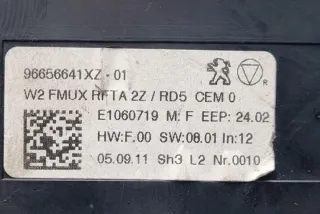 96656641XZ - 01
R
W2 FMUX RFTA 2Z / RD5 CEM 0
E1060719 M: F EEP: 24.02
HW:F.00 SW:08.01 In:12
05.09.11 Sh3 L2 Nr.0010